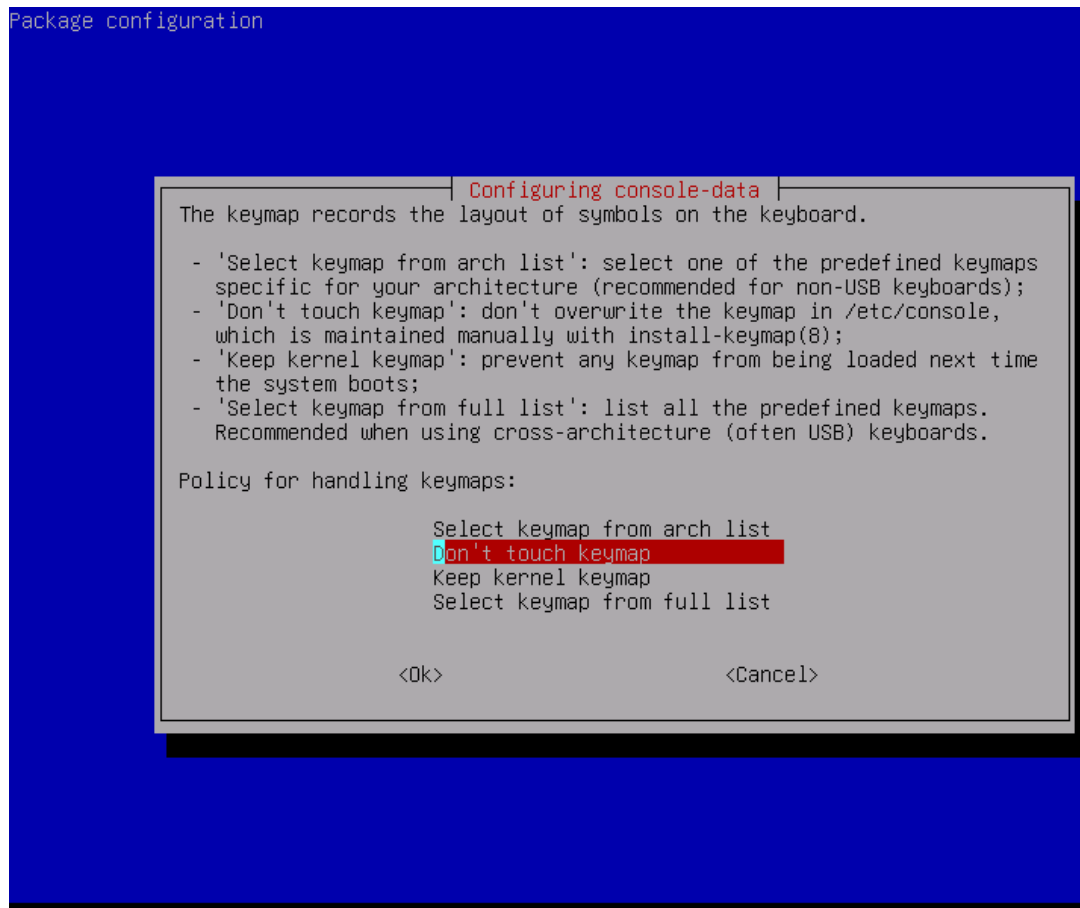 Package configuration
Configuring console-data
The keymap records the layout of symbols on the keyboard.
- 'Select keymap from arch list': select one of the predefined keymaps
specific for your architecture (recommended for non-USB keyboards);
- 'Don't touch keymap': don't overwrite the keymap in /etc/console,
which is maintained manually with install-keymap(8);
- 'Keep kernel keymap': prevent any keymap from being loaded next time
the system boots;
- 'Select keymap from full list': list all the predefined keymaps.
Recommended when using cross-architecture (often USB) keyboards.
Policy for handling keymaps:
Select keymap from arch list
Don't touch keymap
Keep kernel keymap
Select keymap from full list
<Ok> <Cancel>